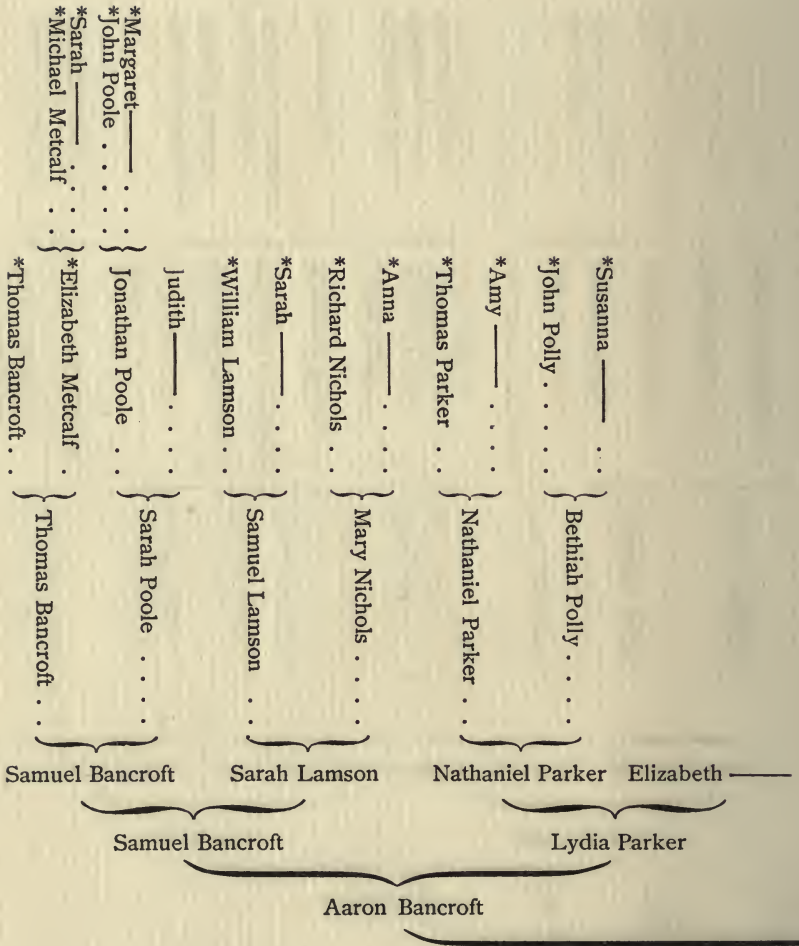 *Margaret—— . . .
*John Poole . . . . .
*Sarah —— . . . .
*Michael Metcalf . .
*Susanna —— . .
*John Polly . . . . .
*Amy —— . . . .
*Thomas Parker . .
*Anna —— . . . .
*Richard Nichols . .
*Sarah —— . . . .
*William Lamson . .
Judith—— . . . .
Jonathan Poole . .
*Elizabeth Metcalf .
*Thomas Bancroft . .
Bethiah Polly . . . .
Nathaniel Parker . .
Mary Nichols . . . .
Samuel Lamson . .
Sarah Poole . . . .
Thomas Bancroft . .
Samuel Bancroft Sarah Lamson Nathaniel Parker Elizabeth ——
Samuel Bancroft Lydia Parker
Aaron Bancroft